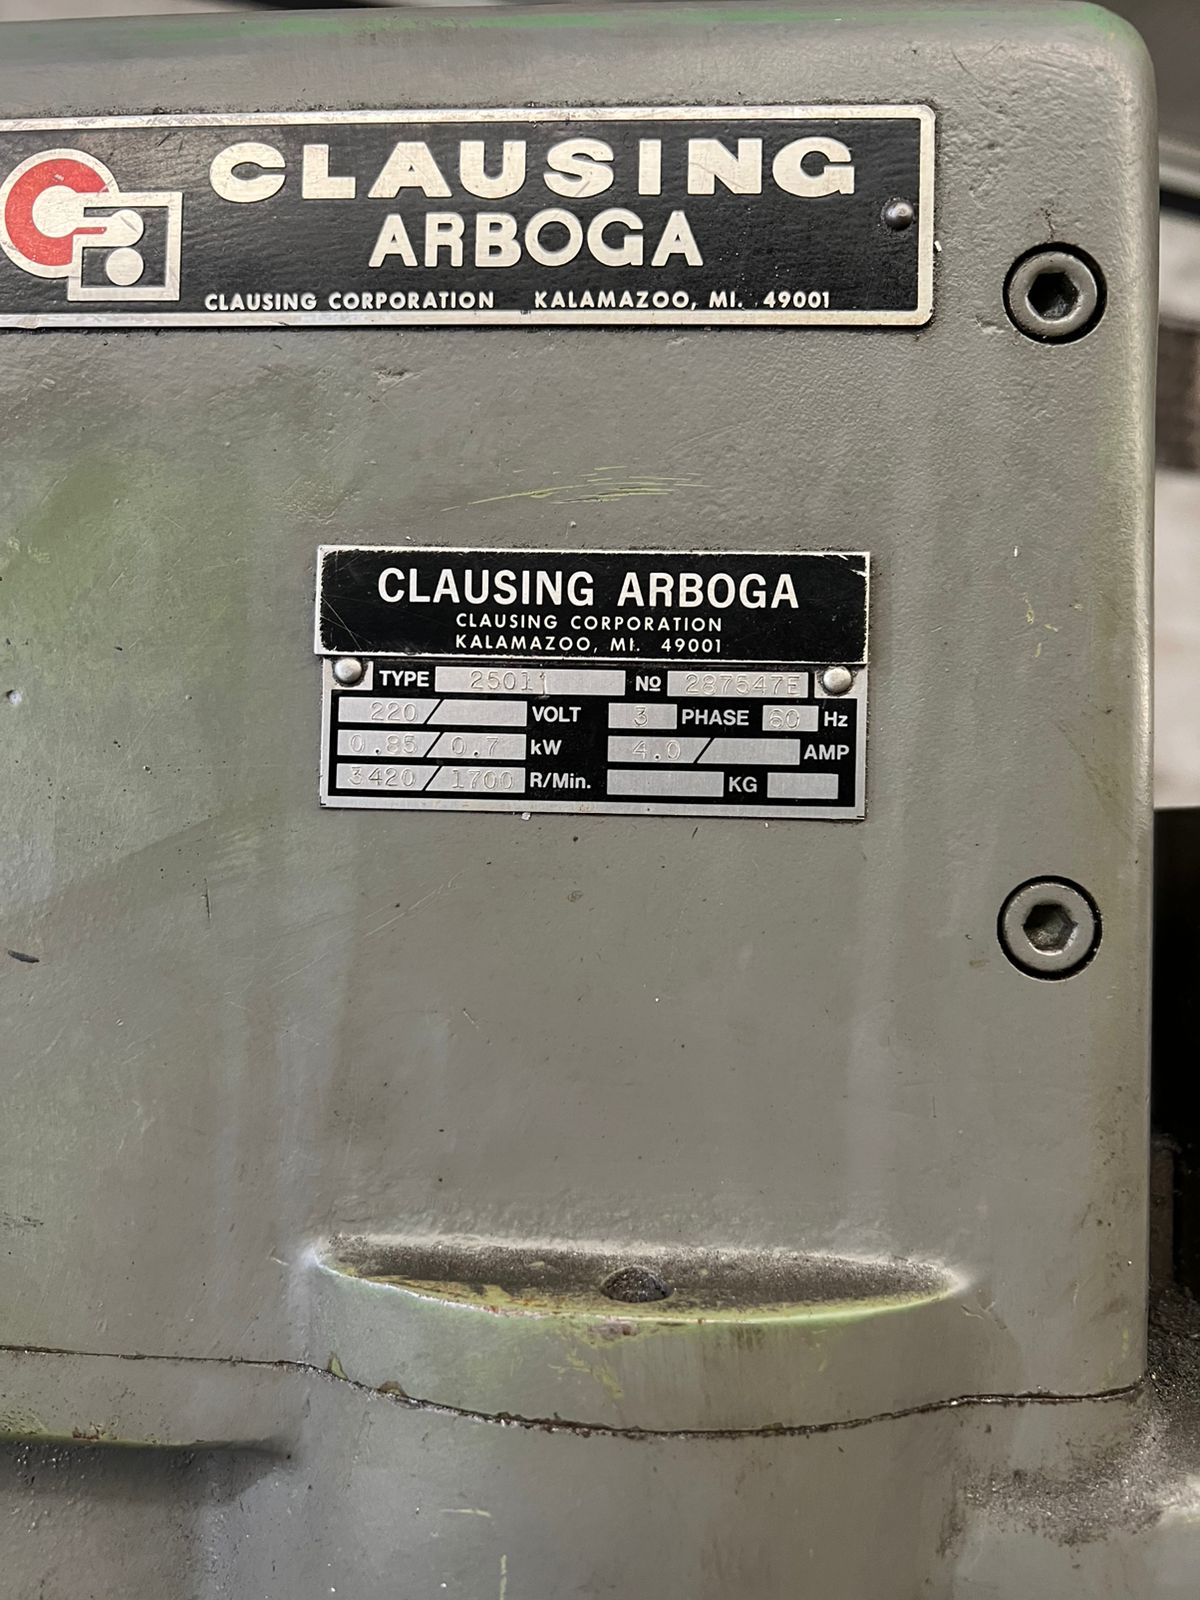 CLAUSING
ARBOGA
CLAUSING CORPORATION KALAMAZOO, MI. 49001
CLAUSING ARBOGA
CLAUSING CORPORATION
KALAMAZOO, MI. 49001
TYPE 25011 Nº 287547E
220/ VOLT 3 PHASE 60 Hz
0.85/0.7 kW 4.0/ AMP
3420/1700 R/Min. KG